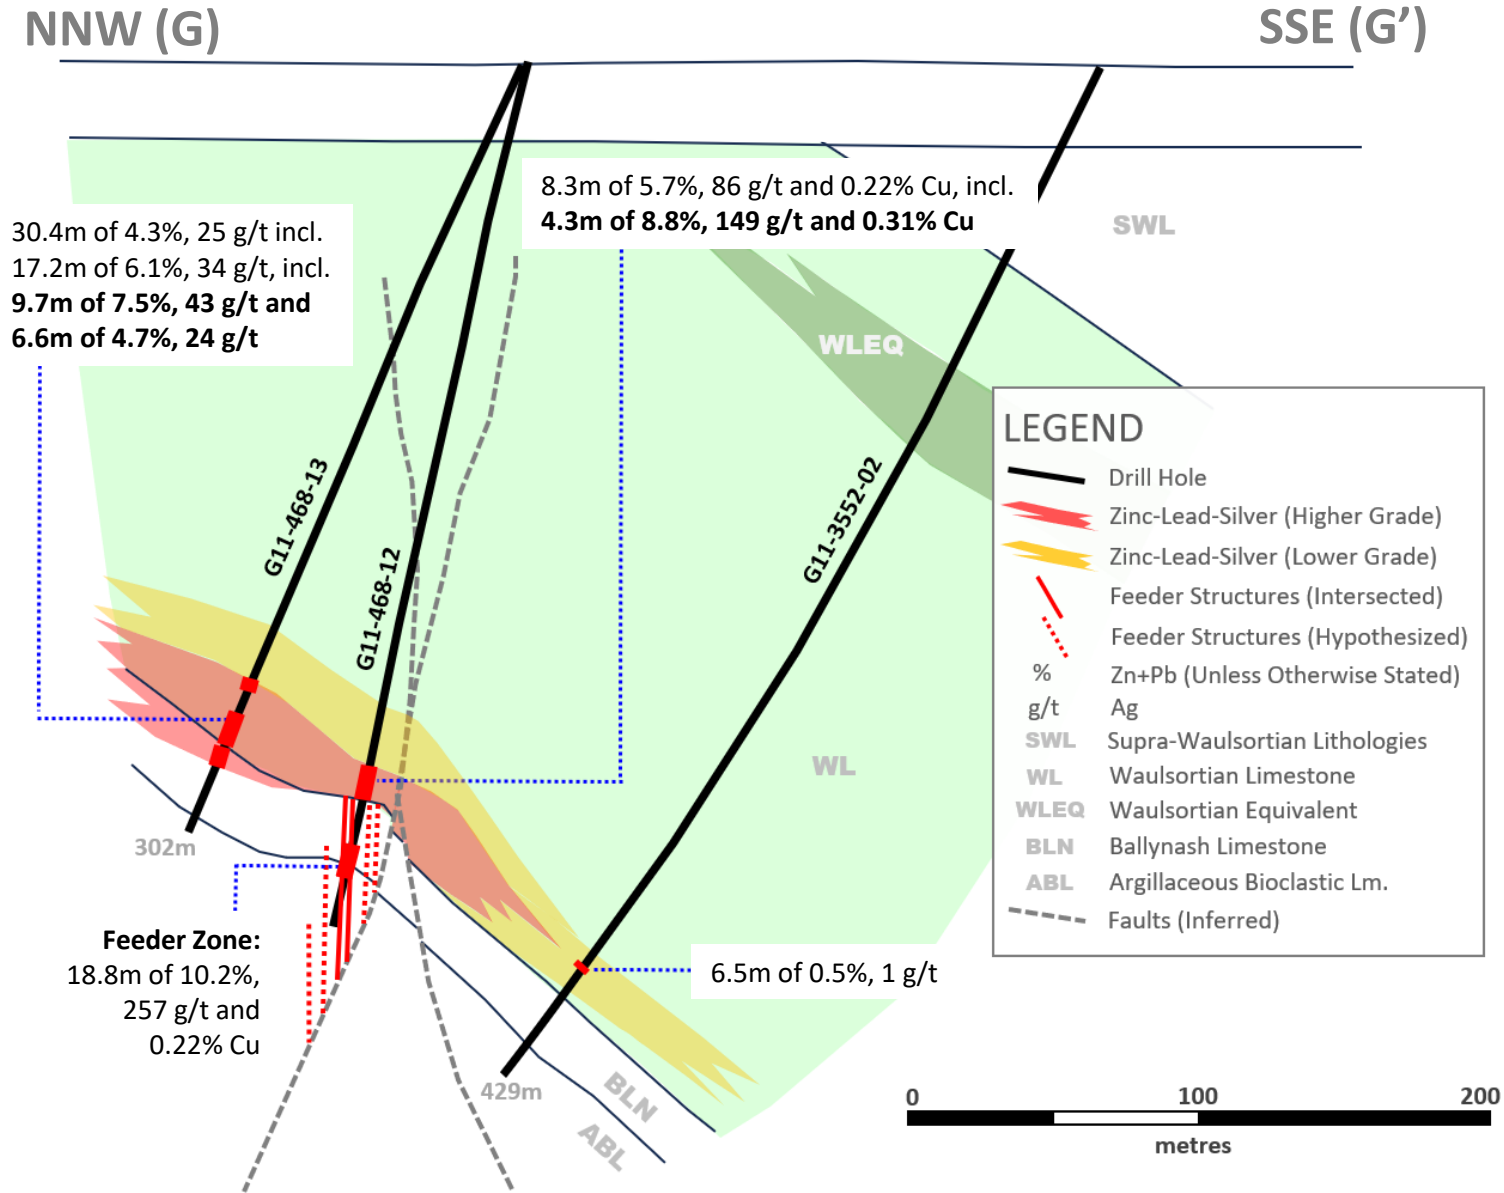 NNW (G)
SSE (G’)
8.3m of 5.7%, 86 g/t and 0.22% Cu, incl.
4.3m of 8.8%, 149 g/t and 0.31% Cu
30.4m of 4.3%, 25 g/t incl.
17.2m of 6.1%, 34 g/t, incl.
9.7m of 7.5%, 43 g/t and
6.6m of 4.7%, 24 g/t
SWL
WLEQ
G11-468-13
G11-468-12
G11-3552-02
WL
LEGEND
Drill Hole
Zinc-Lead-Silver (Higher Grade)
Zinc-Lead-Silver (Lower Grade)
Feeder Structures (Intersected)
Feeder Structures (Hypothesized)
% Zn+Pb (Unless Otherwise Stated)
g/t Ag
SWL Supra-Waulsortian Lithologies
WL Waulsortian Limestone
WLEQ Waulsortian Equivalent
BLN Ballynash Limestone
ABL Argillaceous Bioclastic Lm.
Faults (Inferred)
302m
Feeder Zone:
18.8m of 10.2%,
257 g/t and
0.22% Cu
6.5m of 0.5%, 1 g/t
429m
BLN
ABL
0 100 200
metres